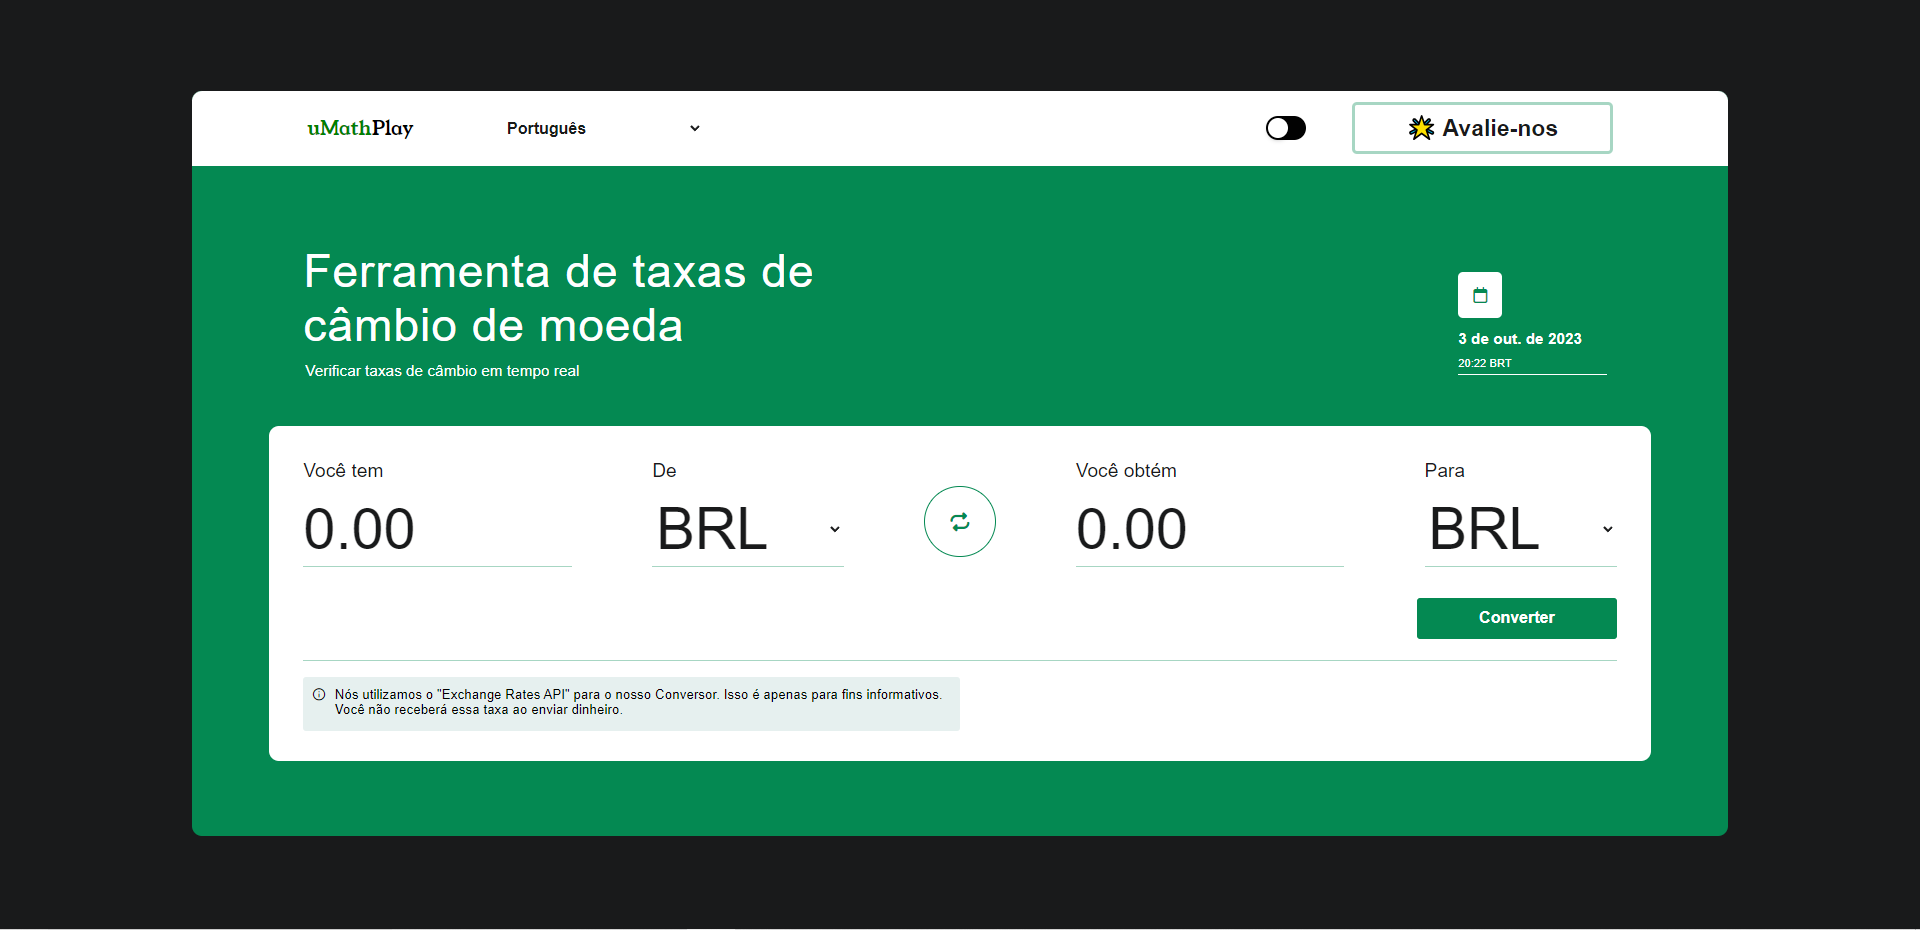 uMathPlay
Português
Avalie-nos
Ferramenta de taxas de
câmbio de moeda
Verificar taxas de câmbio em tempo real
3 de out. de 2023
20:22 BRT
Você tem
De
Você obtém
Para
0.00
BRL
0.00
BRL
Converter
Nós utilizamos o "Exchange Rates API" para o nosso Conversor. Isso é apenas para fins informativos.
Você não receberá essa taxa ao enviar dinheiro.